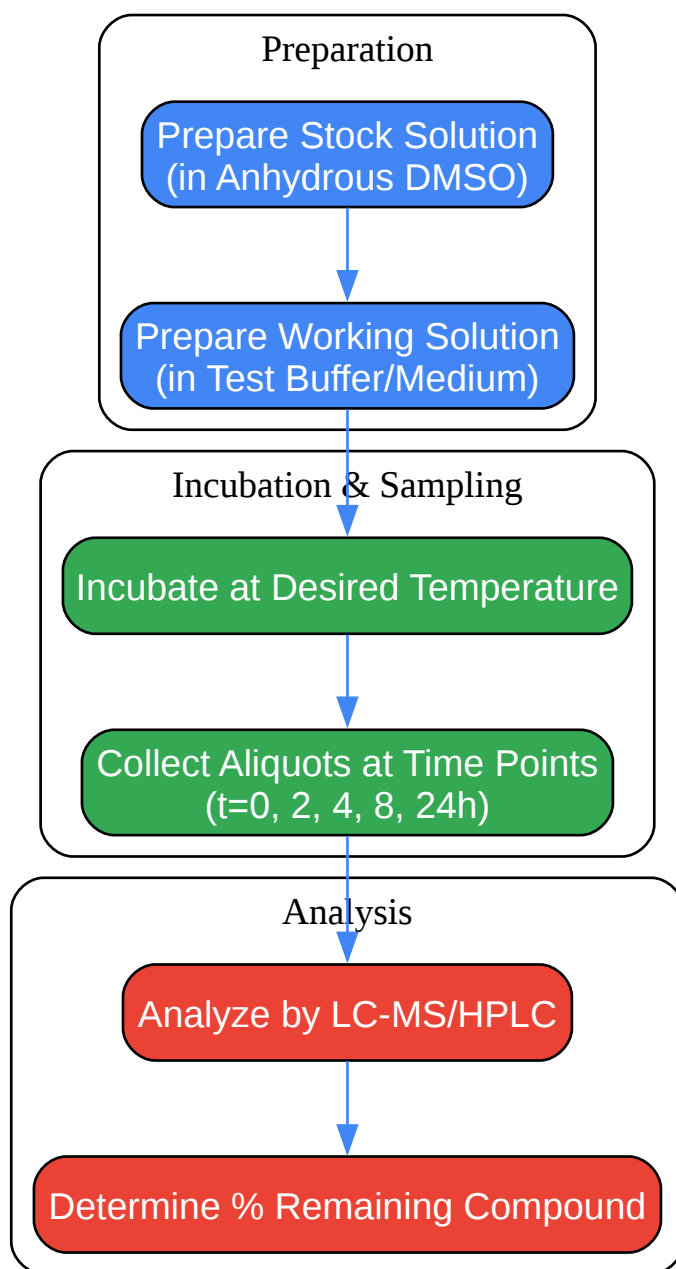 Preparation
Prepare Stock Solution
(in Anhydrous DMSO)
Prepare Working Solution
(in Test Buffer/Medium)
Incubation & Sampling
Incubate at Desired Temperature
Collect Aliquots at Time Points
(t=0, 2, 4, 8, 24h)
Analysis
Analyze by LC-MS/HPLC
Determine % Remaining Compound